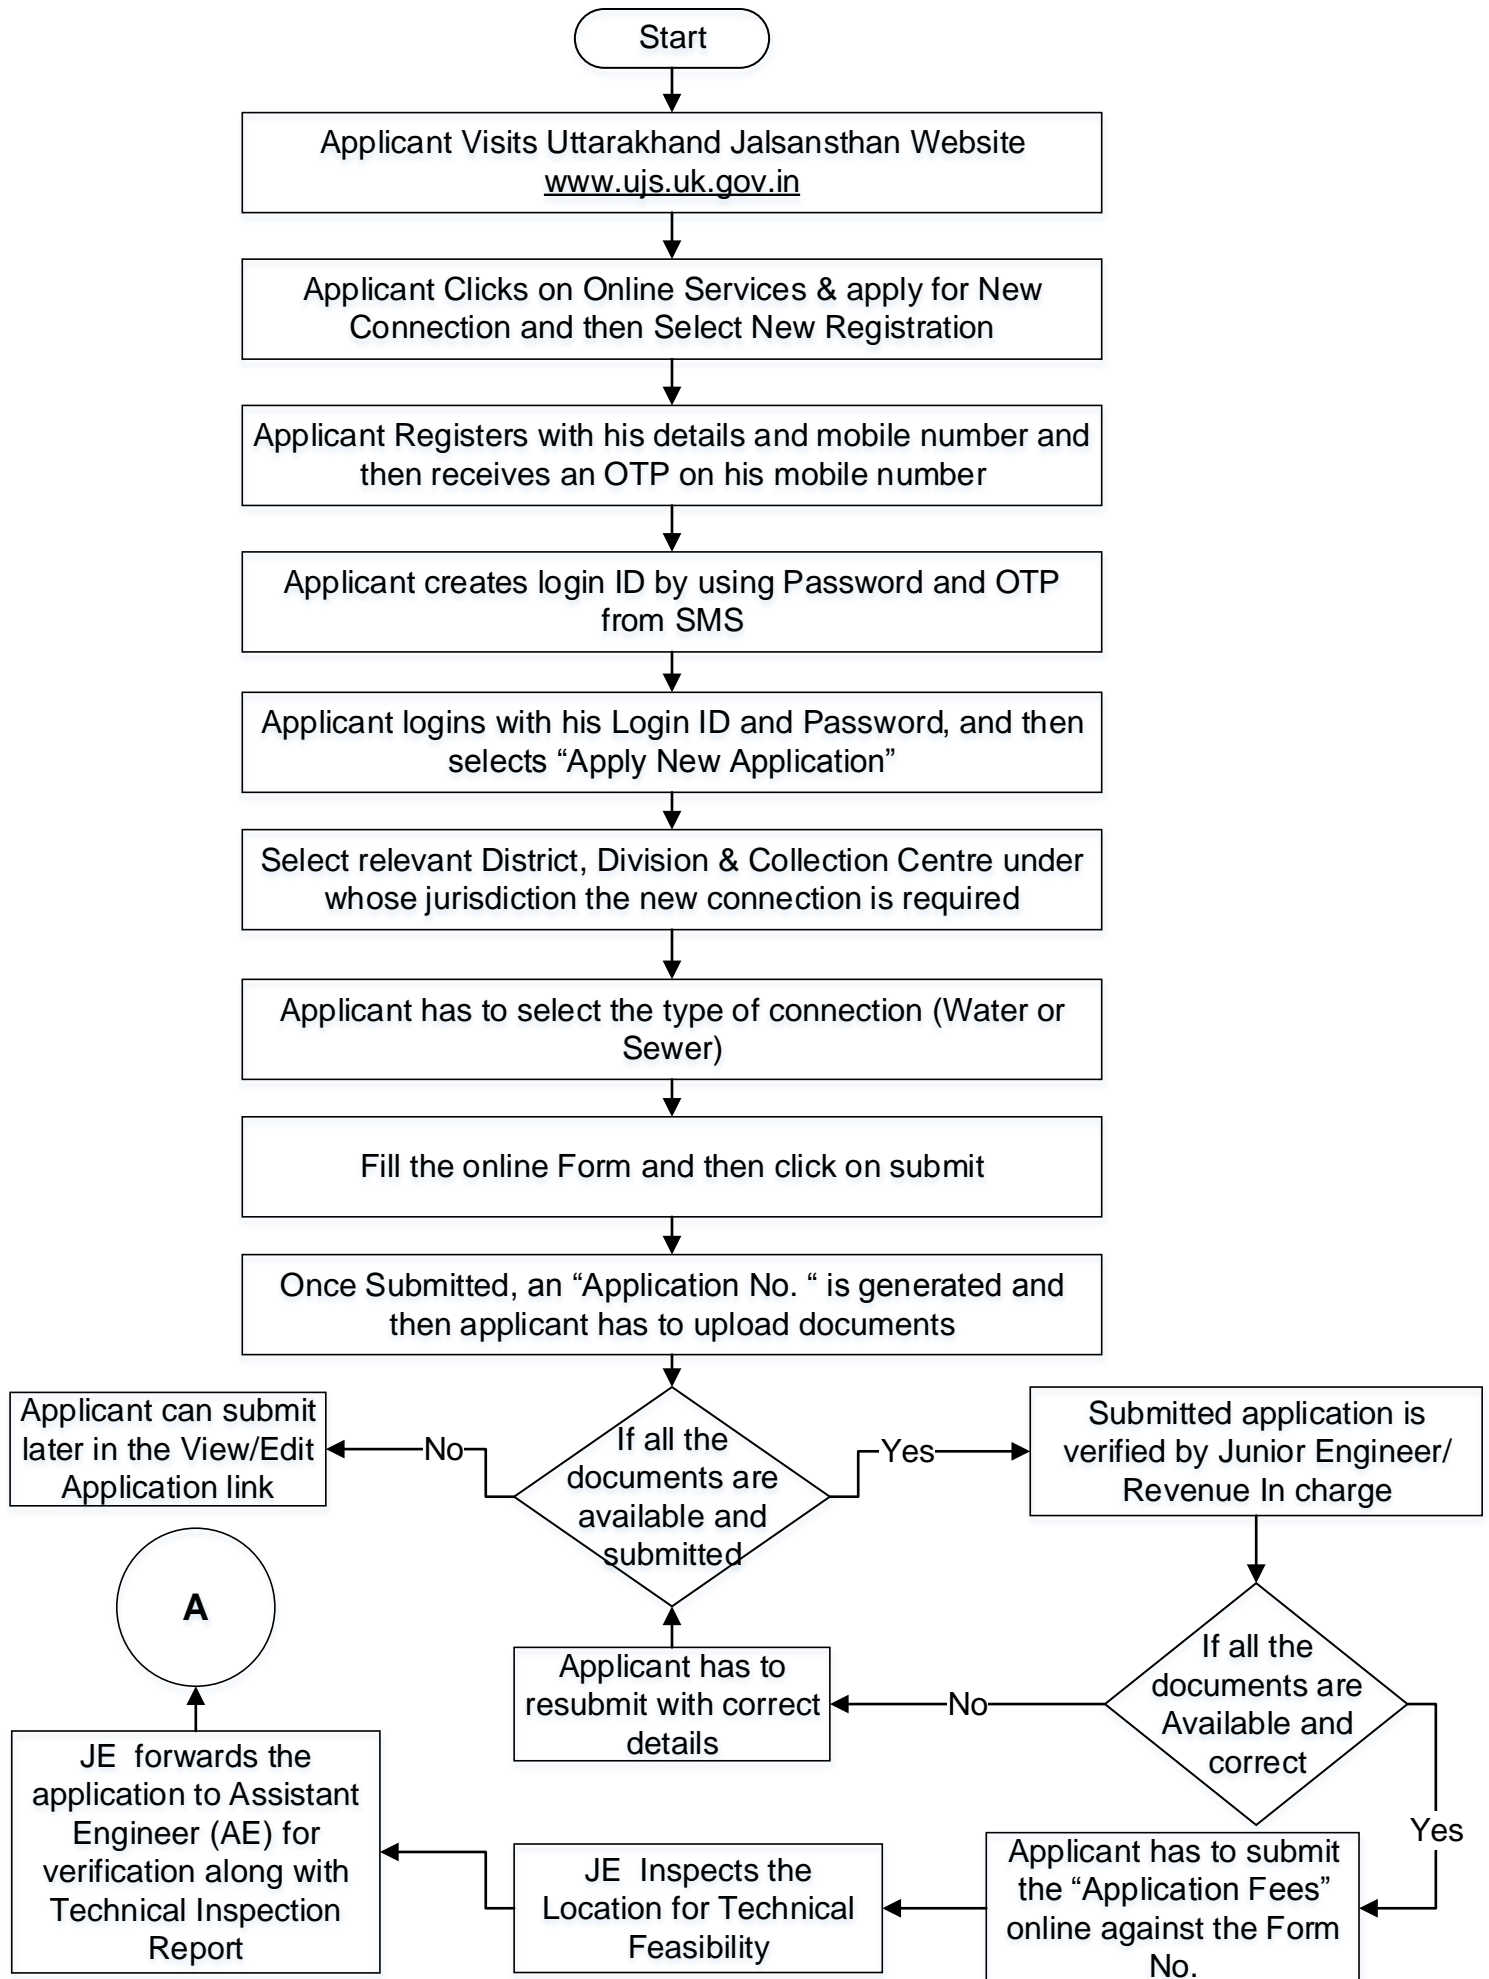 Start
Applicant Visits Uttarakhand Jalsansthan Website
www.ujs.uk.gov.in
Applicant Clicks on Online Services & apply for New
Connection and then Select New Registration
Applicant Registers with his details and mobile number and
then receives an OTP on his mobile number
Applicant creates login ID by using Password and OTP
from SMS
Applicant logins with his Login ID and Password, and then
selects “Apply New Application”
Select relevant District, Division & Collection Centre under
whose jurisdiction the new connection is required
Applicant has to select the type of connection (Water or
Sewer)
Fill the online Form and then click on submit
Once Submitted, an “Application No. “ is generated and
then applicant has to upload documents
If all the
documents are
available and
submitted
No
Applicant can submit
later in the View/Edit
Application link
Yes
Submitted application is
verified by Junior Engineer/
Revenue In charge
If all the
documents are
Available and
correct
No
Applicant has to
resubmit with correct
details
Yes
Applicant has to submit
the “Application Fees”
online against the Form
No.
JE  Inspects the
Location for Technical
Feasibility
JE  forwards the
application to Assistant
Engineer (AE) for
verification along with
Technical Inspection
Report
A